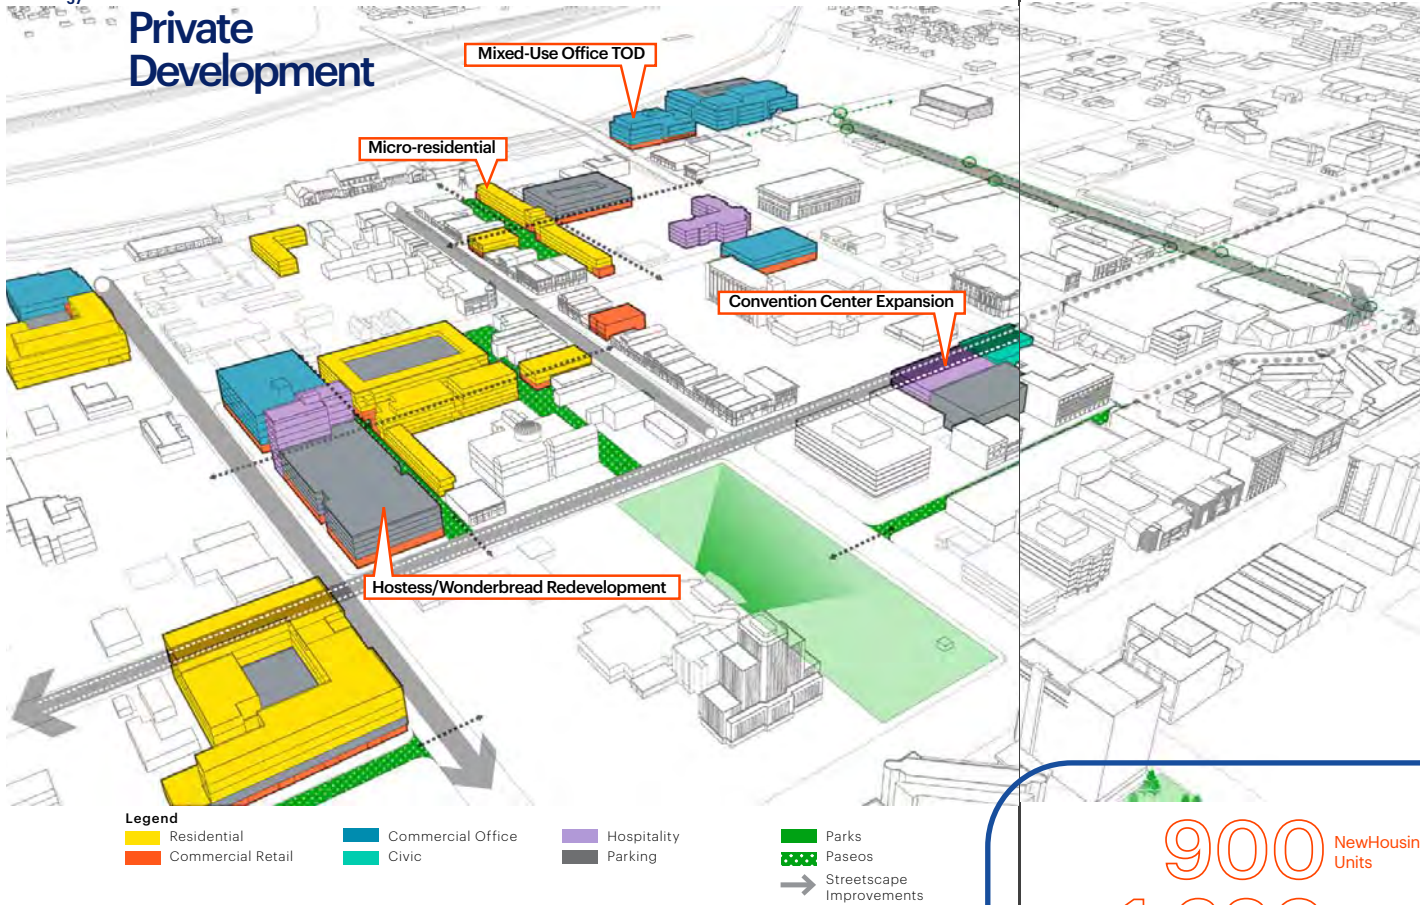 Private
Development
Mixed-Use Office TOD
Micro-residential
Convention Center Expansion
Hostess/Wonderbread Redevelopment
Legend
Residential
Commercial Retail
Commercial Office
Civic
Hospitality
Parking
Parks
Paseos
Streetscape
Improvements
900
NewHousin
Units